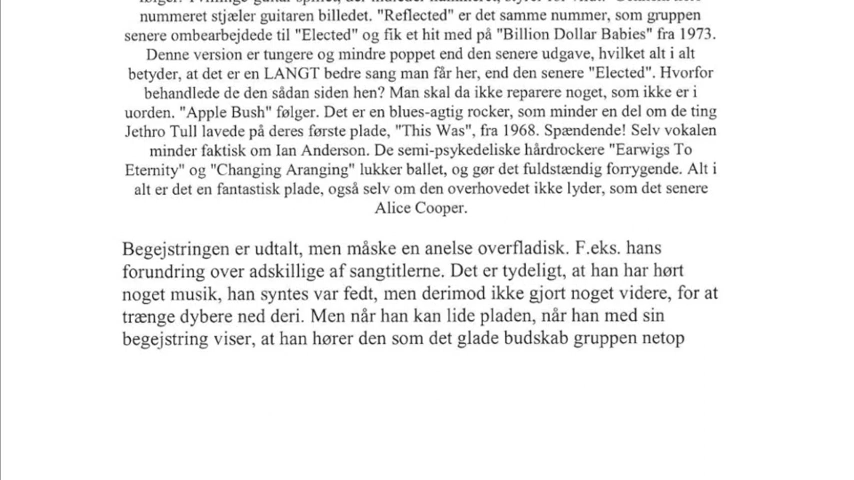 nummeret stjæler guitaren billedet. "Reflected" er det samme nummer, som gruppen
senere ombearbejdede til "Elected" og fik et hit med på "Billion Dollar Babies" fra 1973.
Denne version er tungere og mindre poppet end den senere udgave, hvilket alt i alt
betyder, at det er en LANGT bedre sang man får her, end den senere "Elected". Hvorfor
behandlede de den sådan siden hen? Man skal da ikke reparere noget, som ikke er i
uorden. "Apple Bush" følger. Det er en blues-agtig rocker, som minder en del om de ting
Jethro Tull lavede på deres første plade, "This Was", fra 1968. Spændende! Selv vokalen
minder faktisk om Ian Anderson. De semi-psykedeliske hårdrockere "Earwigs To
Eternity" og "Changing Aranging" lukker ballet, og gør det fuldstændig forrygende. Alt i
alt er det en fantastisk plade, også selv om den overhovedet ikke lyder, som det senere
Alice Cooper.
Begejstringen er udtalt, men måske en anelse overfladisk. F.eks. hans
forundring over adskillige af sangtitlerne. Det er tydeligt, at han har hørt
noget musik, han syntes var fedt, men derimod ikke gjort noget videre, for at
trænge dybere ned deri. Men når han kan lide pladen, når han med sin
begejstring viser, at han hører den som det glade budskab gruppen netop